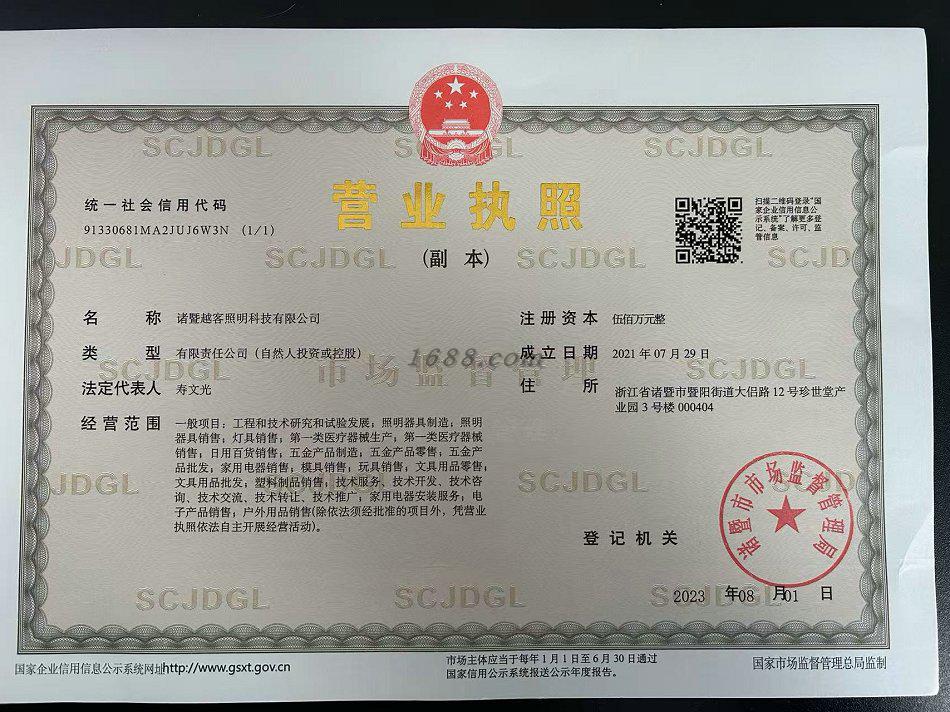 SCJDGL SCJDGL SCJDGL
营业执照
(副 本)
统一社会信用代码
91330681MA2JUJ6W3N (1/1)
扫描二维码登录“国
家企业信用信息公
示系统”了解更多登
记、备案、许可、监
管信息
JDGL SCJDGL SCJDGL SCJD
名 称 诸暨越客照明科技有限公司
类 型 有限责任公司（自然人投资或控股）
法定代表人 寿文光
经营范围 一般项目：工程和技术研究和试验发展；照明器具制造；照明
器具销售；灯具销售；第一类医疗器械生产；第一类医疗器械
销售；日用百货销售；五金产品制造；五金产品零售；五金产
品批发；家用电器销售；模具销售；玩具销售；文具用品零售；
文具用品批发；塑料制品销售；技术服务、技术开发、技术咨
询、技术交流、技术转让、技术推广；家用电器安装服务；电
子产品销售；户外用品销售(除依法须经批准的项目外，凭营业
执照依法自主开展经营活动)。
注册资本 伍佰万元整
成立日期 2021年07月29日
住 所 浙江省诸暨市暨阳街道大侣路12号珍世堂产
业园3号楼000404
1688.com
SCJDGL SCJDGL
市场监督管理
JDGL SCJDGL SCJD
登记机关
诸暨市市场监督管理局
2023 年08 月01 日
SCJDGL SCJDGL SCJDGL
国家企业信用信息公示系统网址http://www.gsxt.gov.cn
市场主体应当于每年1月1日至6月30日通过
国家信用公示系统报送公示年度报告。
国家市场监督管理总局监制